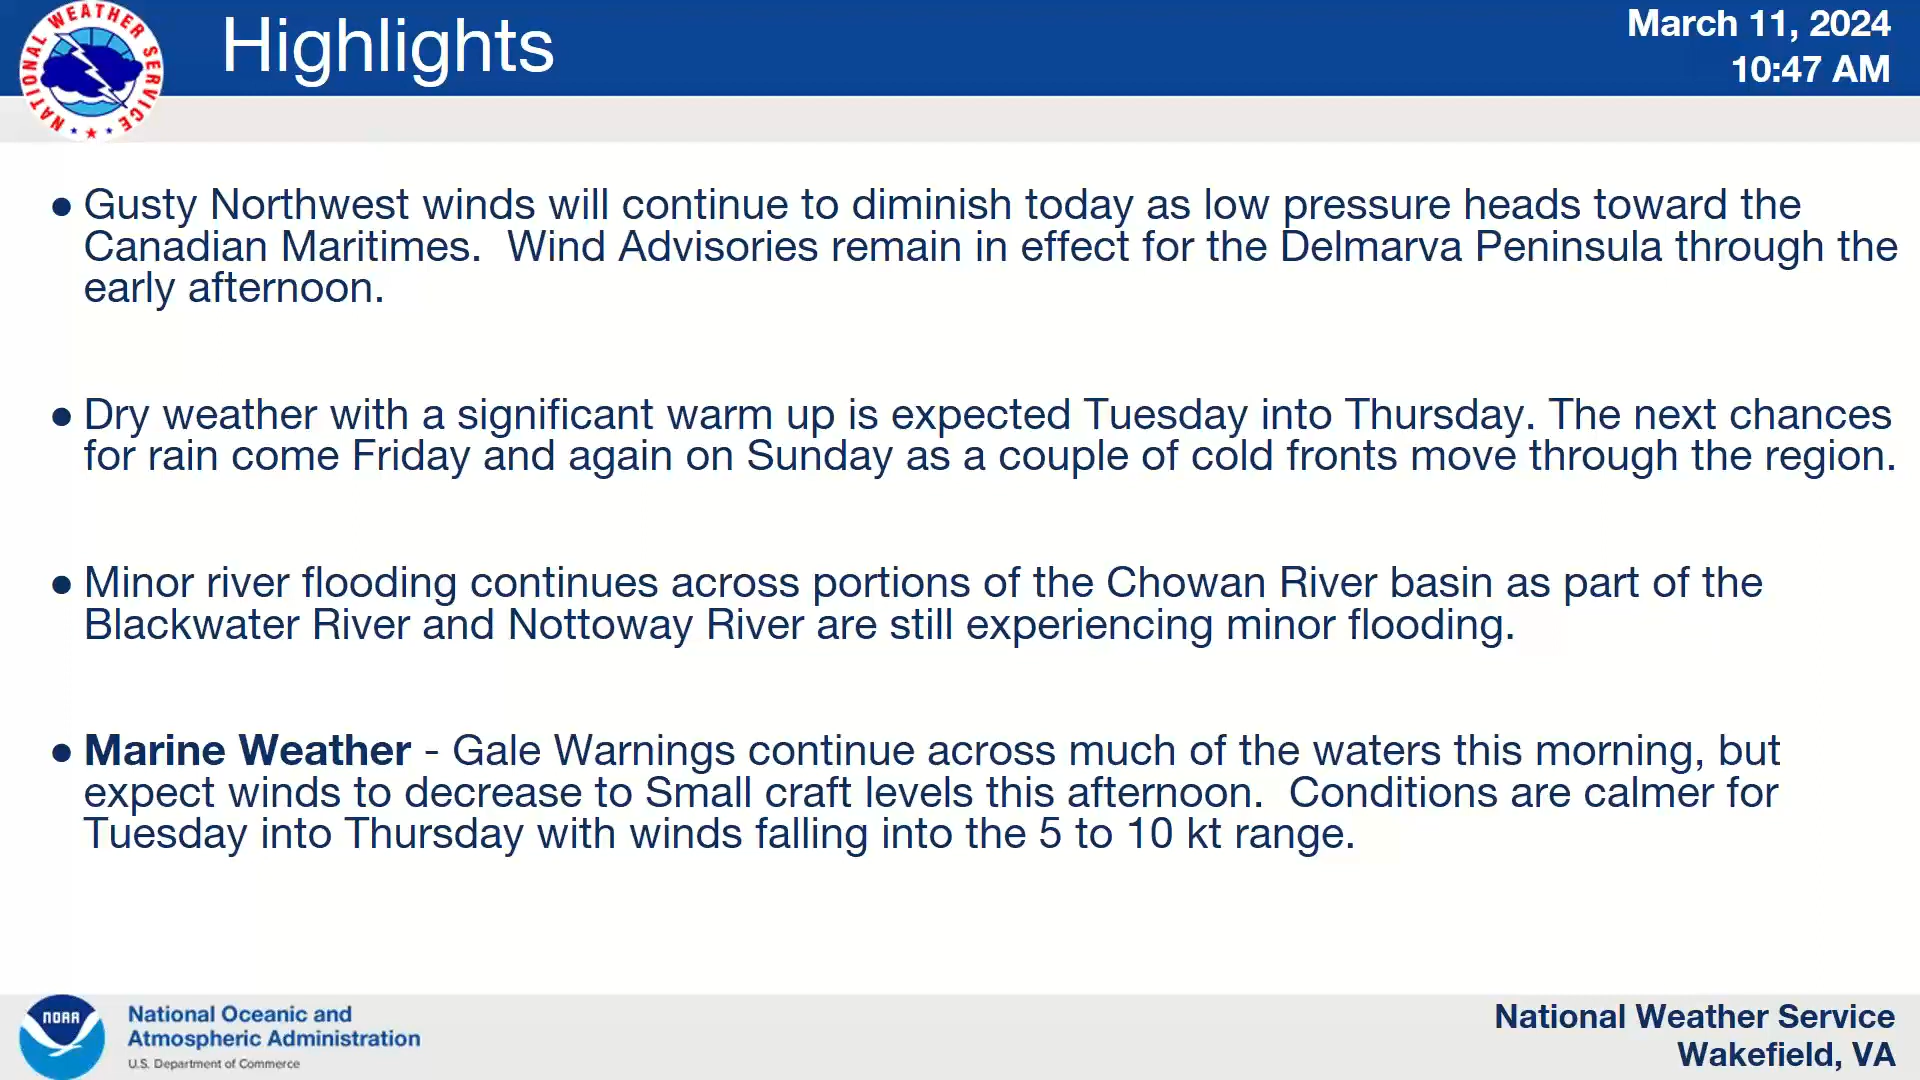 NATIONAL WEATHER SERVICE
Highlights
March 11, 2024
10:47 AM
● Gusty Northwest winds will continue to diminish today as low pressure heads toward the
Canadian Maritimes.  Wind Advisories remain in effect for the Delmarva Peninsula through the
early afternoon.
● Dry weather with a significant warm up is expected Tuesday into Thursday. The next chances
for rain come Friday and again on Sunday as a couple of cold fronts move through the region.
● Minor river flooding continues across portions of the Chowan River basin as part of the
Blackwater River and Nottoway River are still experiencing minor flooding.
● Marine Weather - Gale Warnings continue across much of the waters this morning, but
expect winds to decrease to Small craft levels this afternoon.  Conditions are calmer for
Tuesday into Thursday with winds falling into the 5 to 10 kt range.
NOAA
National Oceanic and
Atmospheric Administration
U.S. Department of Commerce
National Weather Service
Wakefield, VA